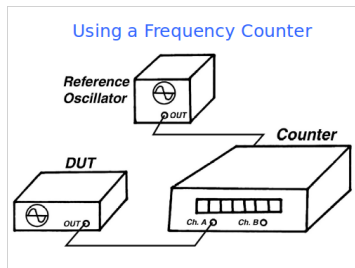 Using a Frequency Counter
Reference
Oscillator
OUT
Counter
DUT
OUT
Ch. A
Ch. B